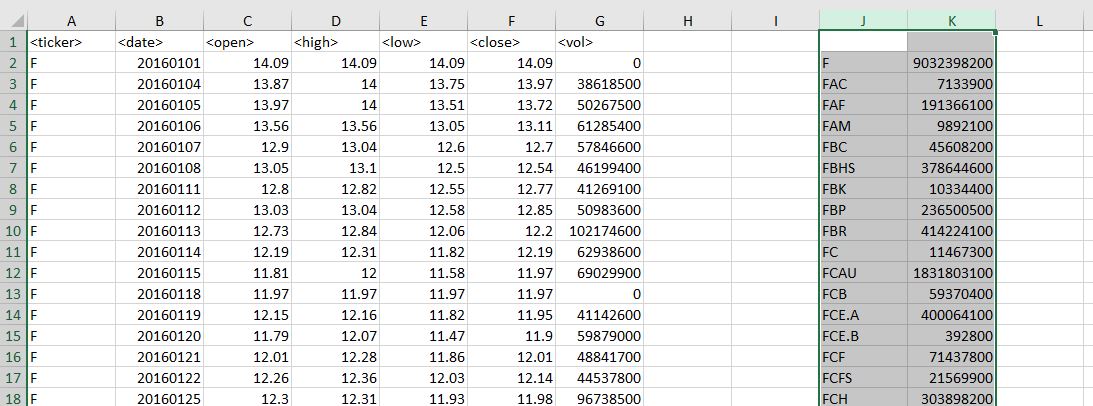 A B C D E F G H I J K L
1 <ticker> <date> <open> <high> <low> <close> <vol>
2 F 20160101 14.09 14.09 14.09 14.09 0 F 9032398200
3 F 20160104 13.87 14 13.75 13.97 38618500 FAC 7133900
4 F 20160105 13.97 14 13.51 13.72 50267500 FAF 191366100
5 F 20160106 13.56 13.56 13.05 13.11 61285400 FAM 9892100
6 F 20160107 12.9 13.04 12.6 12.7 57846600 FBC 45608200
7 F 20160108 13.05 13.1 12.5 12.54 46199400 FBHS 378644600
8 F 20160111 12.8 12.82 12.55 12.77 41269100 FBK 10334400
9 F 20160112 13.03 13.04 12.58 12.85 50983600 FBP 236500500
10 F 20160113 12.73 12.84 12.06 12.2 102174600 FBR 414224100
11 F 20160114 12.19 12.31 11.82 12.19 62938600 FC 11467300
12 F 20160115 11.81 12 11.58 11.97 69029900 FCAU 1831803100
13 F 20160118 11.97 11.97 11.97 11.97 0 FCB 59370400
14 F 20160119 12.15 12.16 11.82 11.95 41142600 FCE.A 400064100
15 F 20160120 11.79 12.07 11.47 11.9 59879000 FCE.B 392800
16 F 20160121 12.01 12.28 11.86 12.01 48841700 FCF 71437800
17 F 20160122 12.26 12.36 12.03 12.14 44537800 FCFS 21569900
18 F 20160125 12.3 12.31 11.93 11.98 96738500 FCH 303898200